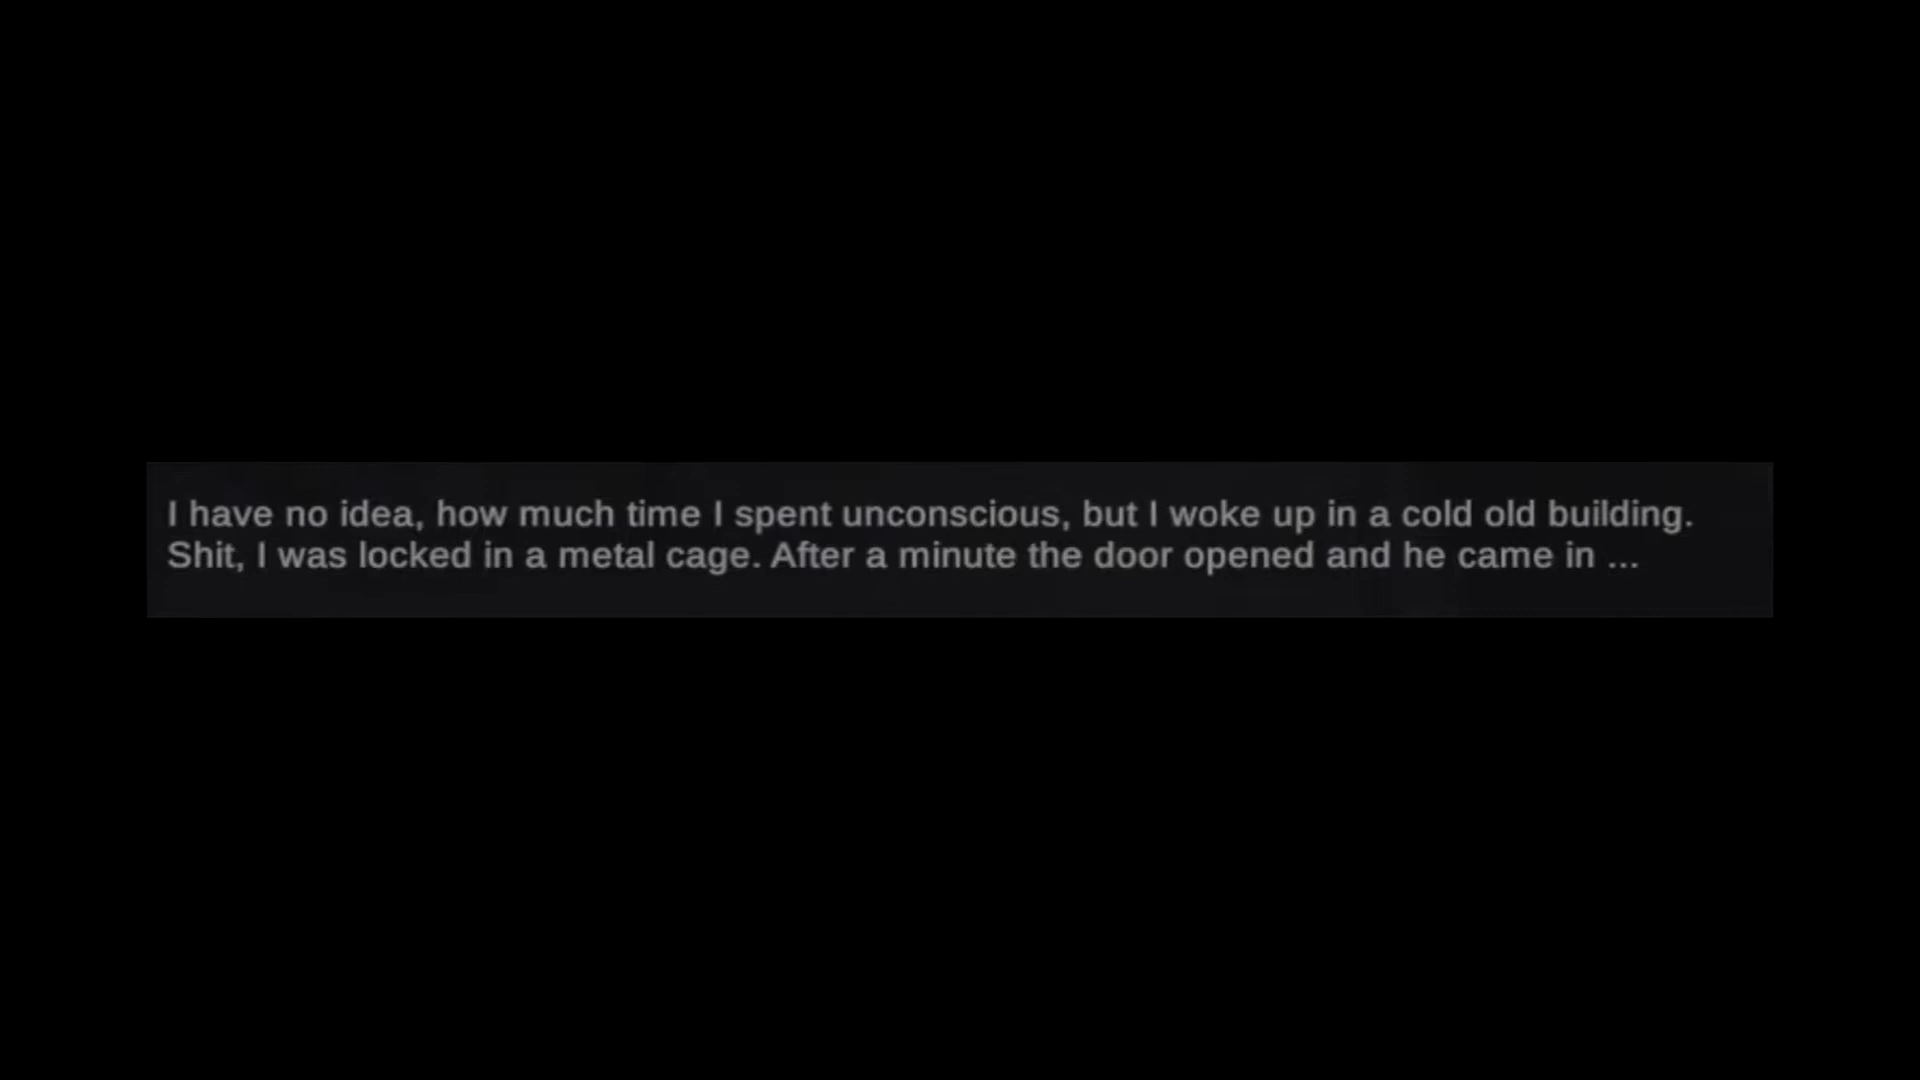 I have no idea, how much time I spent unconscious, but I woke up in a cold old building.
Shit, I was locked in a metal cage. After a minute the door opened and he came in ...